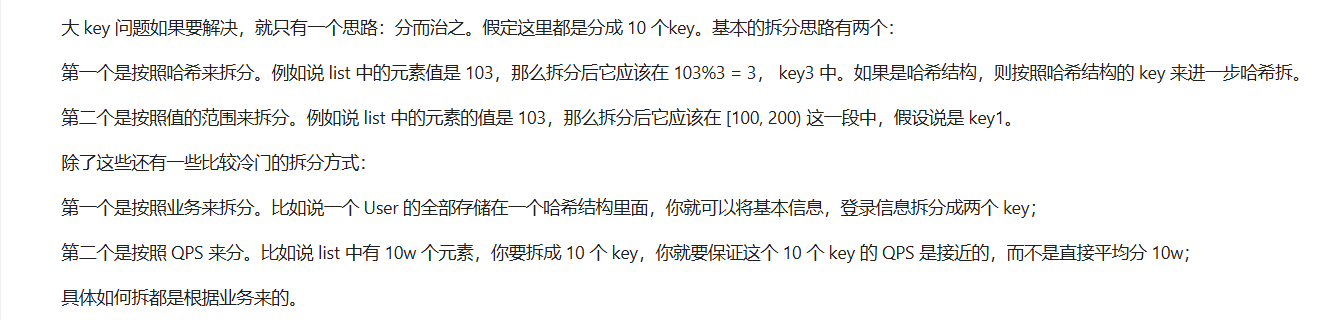 大 key 问题如果要解决，就只有一个思路：分而治之。假定这里都是分成 10 个key。基本的拆分思路有两个：
第一个是按照哈希来拆分。例如说 list 中的元素值是 103，那么拆分后它应该在 103%3 = 3， key3 中。如果是哈希结构，则按照哈希结构的 key 来进一步哈希拆。
第二个是按照值的范围来拆分。例如说 list 中的元素的值是 103，那么拆分后它应该在 [100, 200) 这一段中，假设说是 key1。
除了这些还有一些比较冷门的拆分方式：
第一个是按照业务来拆分。比如说一个 User 的全部存储在一个哈希结构里面，你就可以将基本信息，登录信息拆分成两个 key；
第二个是按照 QPS 来分。比如说 list 中有 10w 个元素，你要拆成 10 个 key，你就要保证这个 10 个 key 的 QPS 是接近的，而不是直接平均分 10w；
具体如何拆都是根据业务来的。